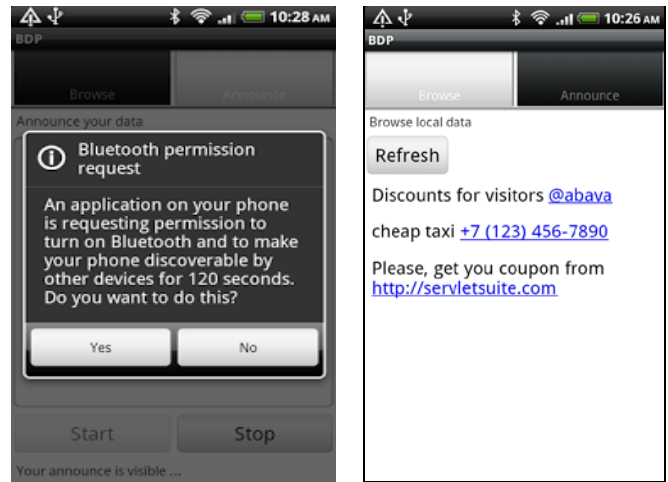 10:28 AM
BDP
Browse
Announce
Announce your data
Bluetooth permission
request
An application on your phone
is requesting permission to
turn on Bluetooth and to make
your phone discoverable by
other devices for 120 seconds.
Do you want to do this?
Yes
No
Start
Stop
Your announce is visible ...
10:26 AM
BDP
Browse
Announce
Browse local data
Refresh
Discounts for visitors @abava
cheap taxi +7 (123) 456-7890
Please, get you coupon from
http://servletsuite.com